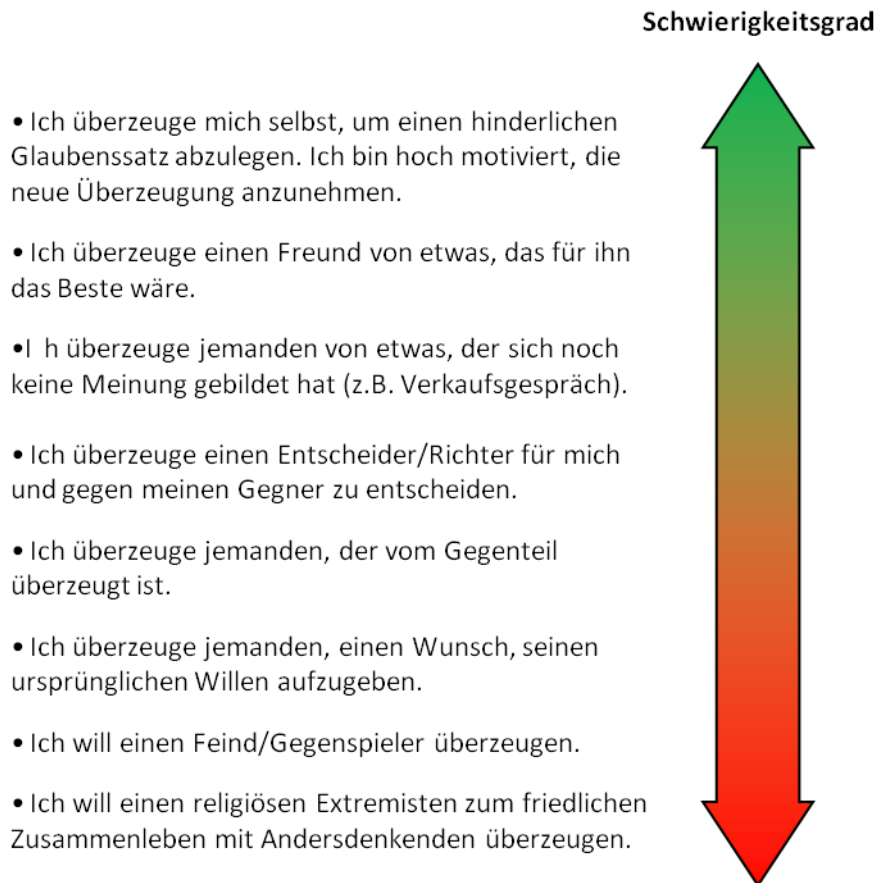 Schwierigkeitsgrad
• Ich überzeuge mich selbst, um einen hinderlichen
Glaubenssatz abzulegen. Ich bin hoch motiviert, die
neue Überzeugung anzunehmen.
• Ich überzeuge einen Freund von etwas, das für ihn
das Beste wäre.
•I h überzeuge jemanden von etwas, der sich noch
keine Meinung gebildet hat (z.B. Verkaufsgespräch).
• Ich überzeuge einen Entscheider/Richter für mich
und gegen meinen Gegner zu entscheiden.
• Ich überzeuge jemanden, der vom Gegenteil
überzeugt ist.
• Ich überzeuge jemanden, einen Wunsch, seinen
ursprünglichen Willen aufzugeben.
• Ich will einen Feind/Gegenspieler überzeugen.
• Ich will einen religiösen Extremisten zum friedlichen
Zusammenleben mit Andersdenkenden überzeugen.